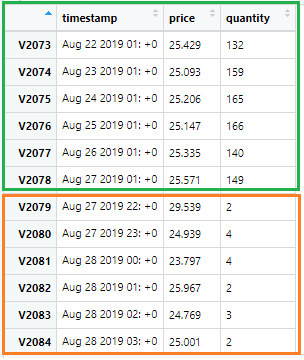 timestamp price quantity
V2073 Aug 22 2019 01: +0 25.429 132
V2074 Aug 23 2019 01: +0 25.093 159
V2075 Aug 24 2019 01: +0 25.206 165
V2076 Aug 25 2019 01: +0 25.147 166
V2077 Aug 26 2019 01: +0 25.335 140
V2078 Aug 27 2019 01: +0 25.571 149
V2079 Aug 27 2019 22: +0 29.539 2
V2080 Aug 27 2019 23: +0 24.939 4
V2081 Aug 28 2019 00: +0 23.797 4
V2082 Aug 28 2019 01: +0 25.967 2
V2083 Aug 28 2019 02: +0 24.769 3
V2084 Aug 28 2019 03: +0 25.001 2